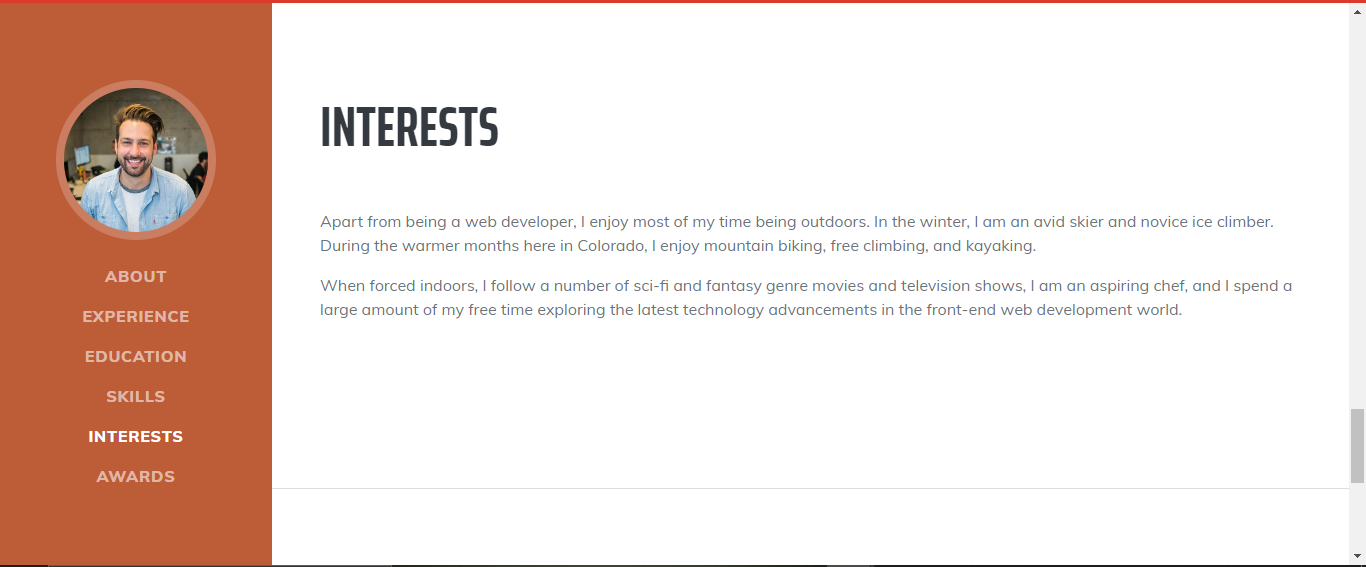 ABOUT
EXPERIENCE
EDUCATION
SKILLS
INTERESTS
AWARDS
INTERESTS
Apart from being a web developer, I enjoy most of my time being outdoors. In the winter, I am an avid skier and novice ice climber.
During the warmer months here in Colorado, I enjoy mountain biking, free climbing, and kayaking.
When forced indoors, I follow a number of sci-fi and fantasy genre movies and television shows, I am an aspiring chef, and I spend a
large amount of my free time exploring the latest technology advancements in the front-end web development world.